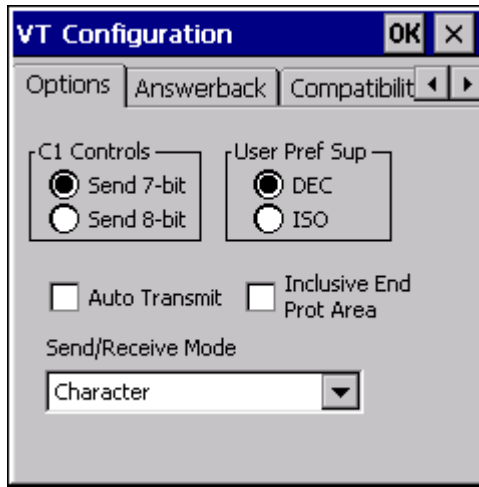 VT Configuration OK
Options Answerback Compatibilit
C1 Controls User Pref Sup
Send 7-bit DEC
Send 8-bit ISO
Auto Transmit Inclusive End
Prot Area
Send/Receive Mode
Character